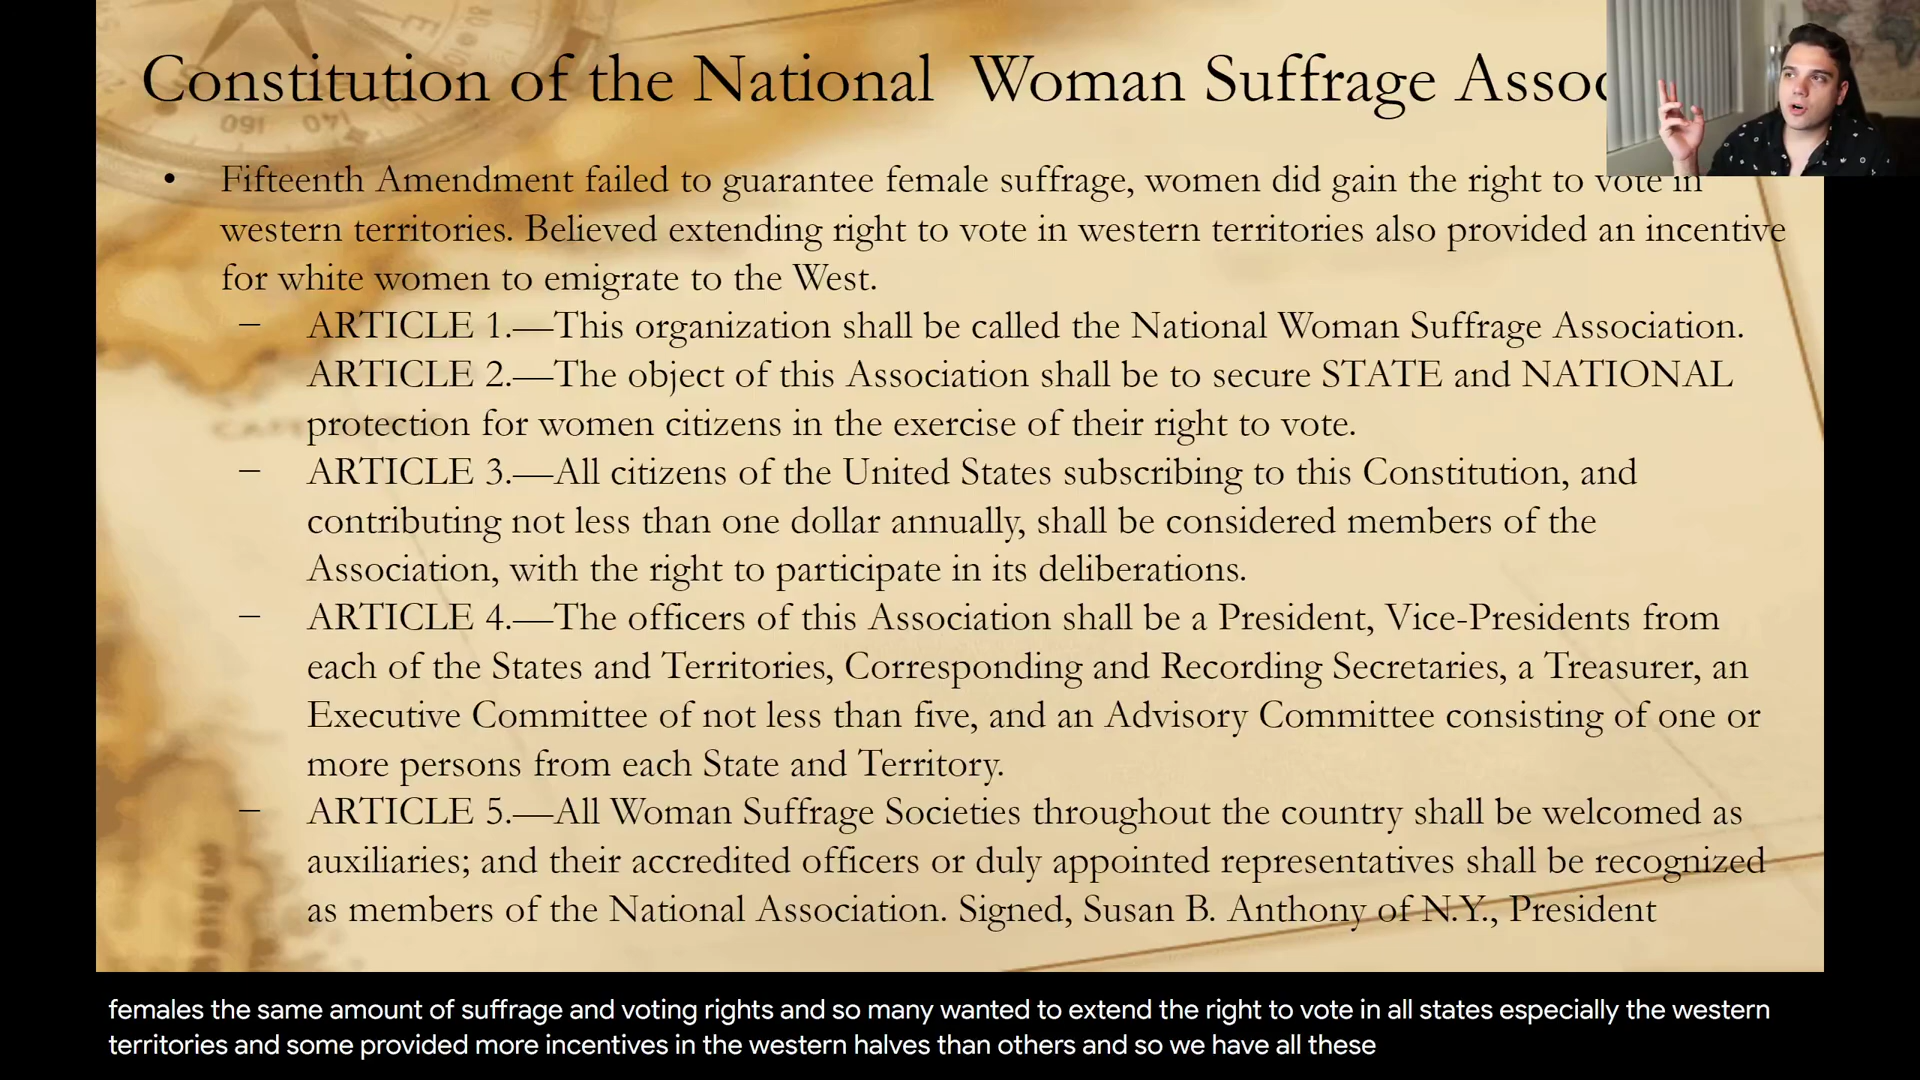 Constitution of the National Woman Suffrage Assoc
• Fifteenth Amendment failed to guarantee female suffrage, women did gain the right to vote in
western territories. Believed extending right to vote in western territories also provided an incentive
for white women to emigrate to the West.
– ARTICLE 1.—This organization shall be called the National Woman Suffrage Association.
ARTICLE 2.—The object of this Association shall be to secure STATE and NATIONAL
protection for women citizens in the exercise of their right to vote.
– ARTICLE 3.—All citizens of the United States subscribing to this Constitution, and
contributing not less than one dollar annually, shall be considered members of the
Association, with the right to participate in its deliberations.
– ARTICLE 4.—The officers of this Association shall be a President, Vice-Presidents from
each of the States and Territories, Corresponding and Recording Secretaries, a Treasurer, an
Executive Committee of not less than five, and an Advisory Committee consisting of one or
more persons from each State and Territory.
– ARTICLE 5.—All Woman Suffrage Societies throughout the country shall be welcomed as
auxiliaries; and their accredited officers or duly appointed representatives shall be recognized
as members of the National Association. Signed, Susan B. Anthony of N.Y., President
females the same amount of suffrage and voting rights and so many wanted to extend the right to vote in all states especially the western
territories and some provided more incentives in the western halves than others and so we have all these